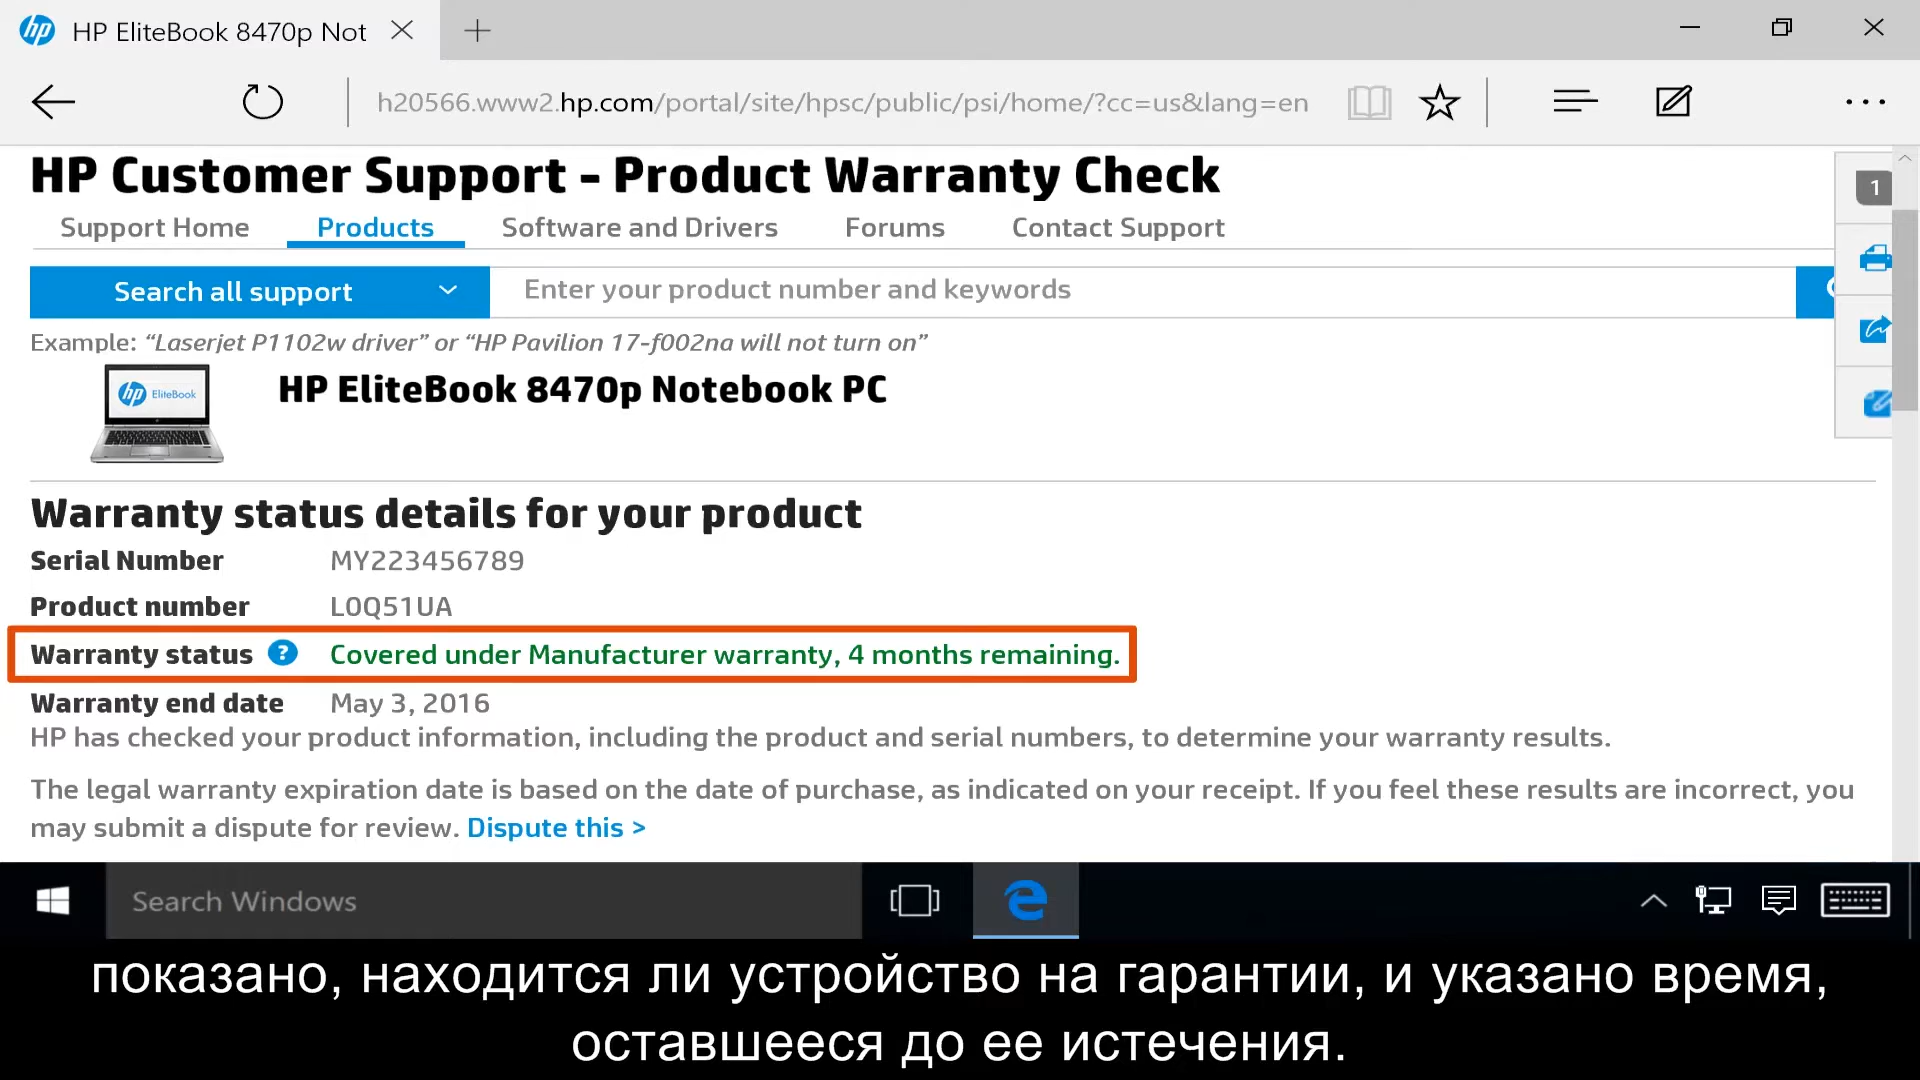 HP EliteBook 8470p Not
h20566.www2.hp.com/portal/site/hpsc/public/psi/home/?cc=us&lang=en
HP Customer Support - Product Warranty Check
1
Support Home Products Software and Drivers Forums Contact Support
Search all support Enter your product number and keywords
Example: “Laserjet P1102w driver” or “HP Pavilion 17-f002na will not turn on”
hp EliteBook
HP EliteBook 8470p Notebook PC
Warranty status details for your product
Serial Number MY223456789
Product number L0Q51UA
Warranty status ? Covered under Manufacturer warranty, 4 months remaining.
Warranty end date May 3, 2016
HP has checked your product information, including the product and serial numbers, to determine your warranty results.
The legal warranty expiration date is based on the date of purchase, as indicated on your receipt. If you feel these results are incorrect, you
may submit a dispute for review. Dispute this >
Search Windows
показано, находится ли устройство на гарантии, и указано время,
оставшееся до ее истечения.